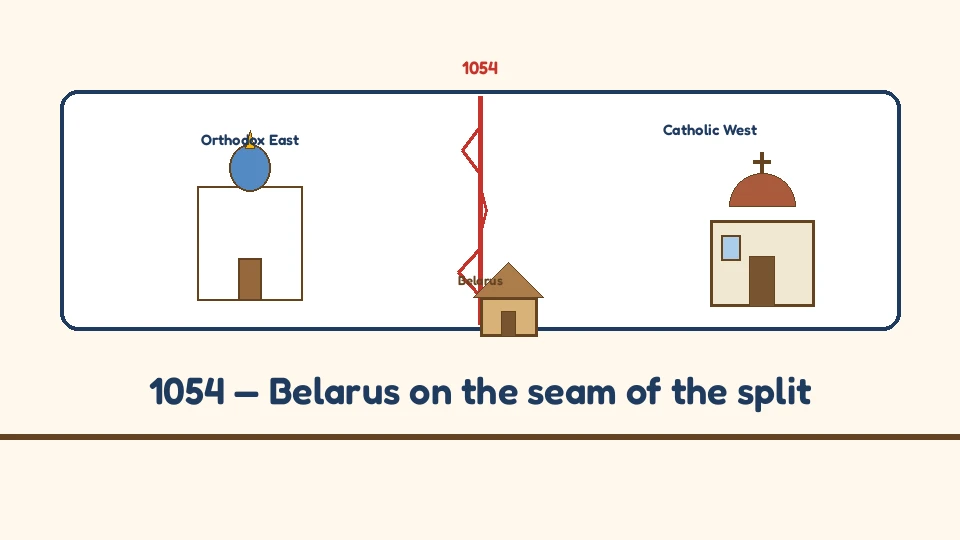 1054
Orthodox East
Catholic West
Belarus
1054 — Belarus on the seam of the split